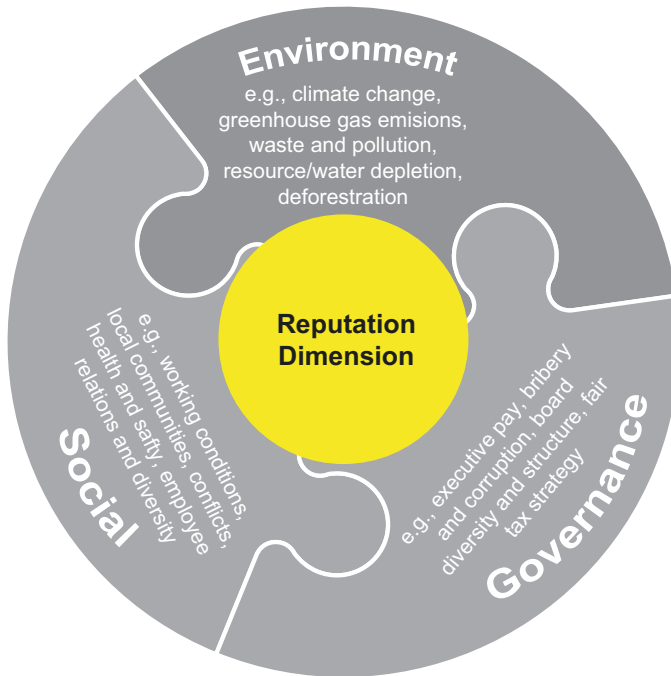 Environment
e.g., climate change,
greenhouse gas emisions,
waste and pollution,
resource/water depletion,
deforestration
Reputation
Dimension
Social
e.g., working conditions,
local communities, conflicts,
health and safty, employee
relations and diversity
e.g., executive pay, bribery
and corruption, board
diversity and structure, fair
tax strategy
Governance